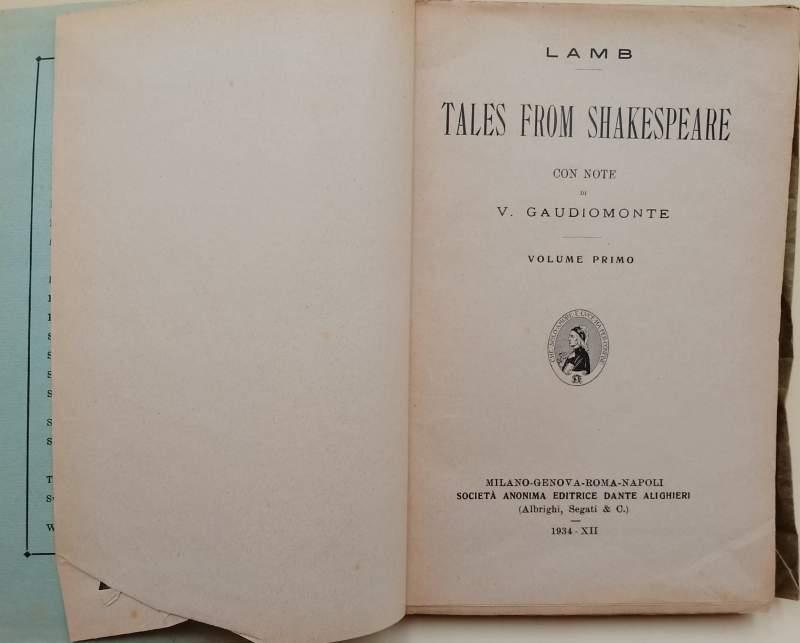 LAMB
TALES FROM SHAKESPEARE
CON NOTE
DI
V. GAUDIOMONTE
VOLUME PRIMO
MILANO-GENOVA-ROMA-NAPOLI
SOCIETÀ ANONIMA EDITRICE DANTE ALIGHIERI
(Albrighi, Segati & C.)
1934 - XII